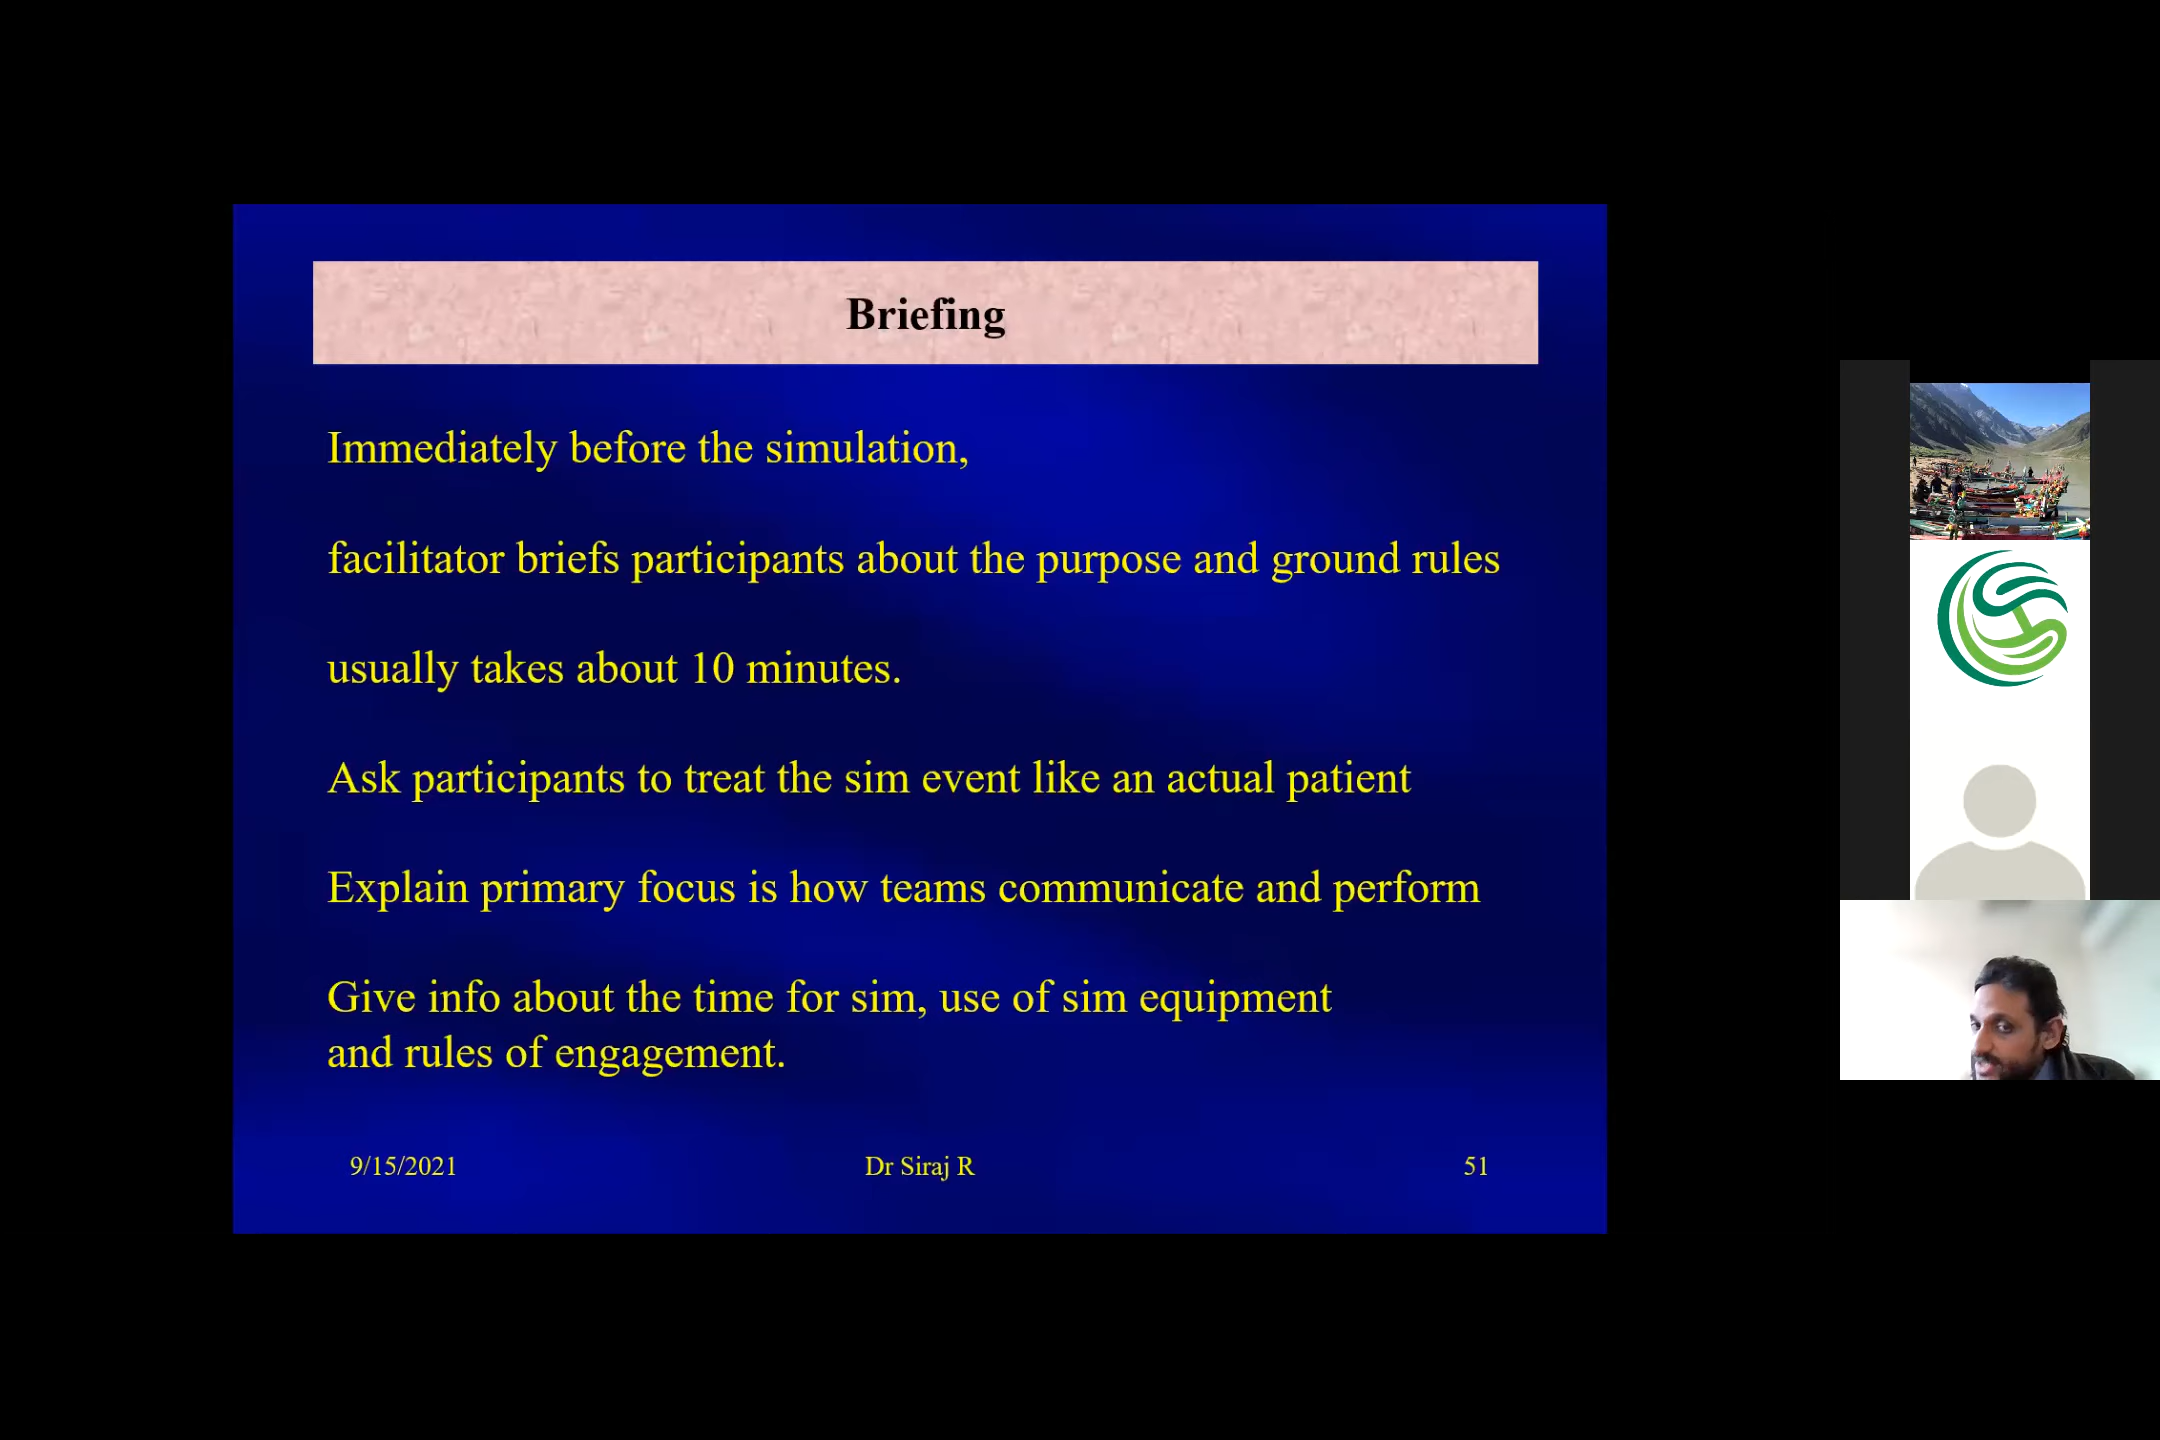 Briefing
Immediately before the simulation,
facilitator briefs participants about the purpose and ground rules
usually takes about 10 minutes.
Ask participants to treat the sim event like an actual patient
Explain primary focus is how teams communicate and perform
Give info about the time for sim, use of sim equipment
and rules of engagement.
9/15/2021
Dr Siraj R
51